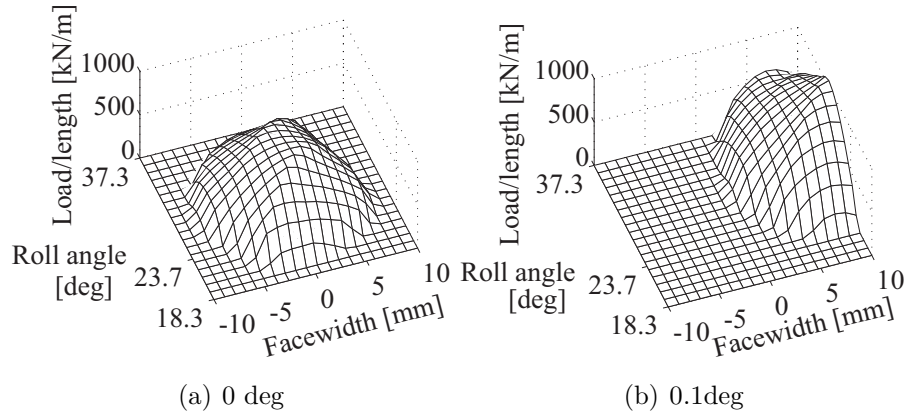 Load/length [kN/m]
1000
500
0
37.3
Roll angle
[deg]
23.7
18.3
-10
-5
0
5
10
Facewidth [mm]
(a) 0 deg
Load/length [kN/m]
1000
500
0
37.3
Roll angle
[deg]
23.7
18.3
-10
-5
0
5
10
Facewidth [mm]
(b) 0.1deg